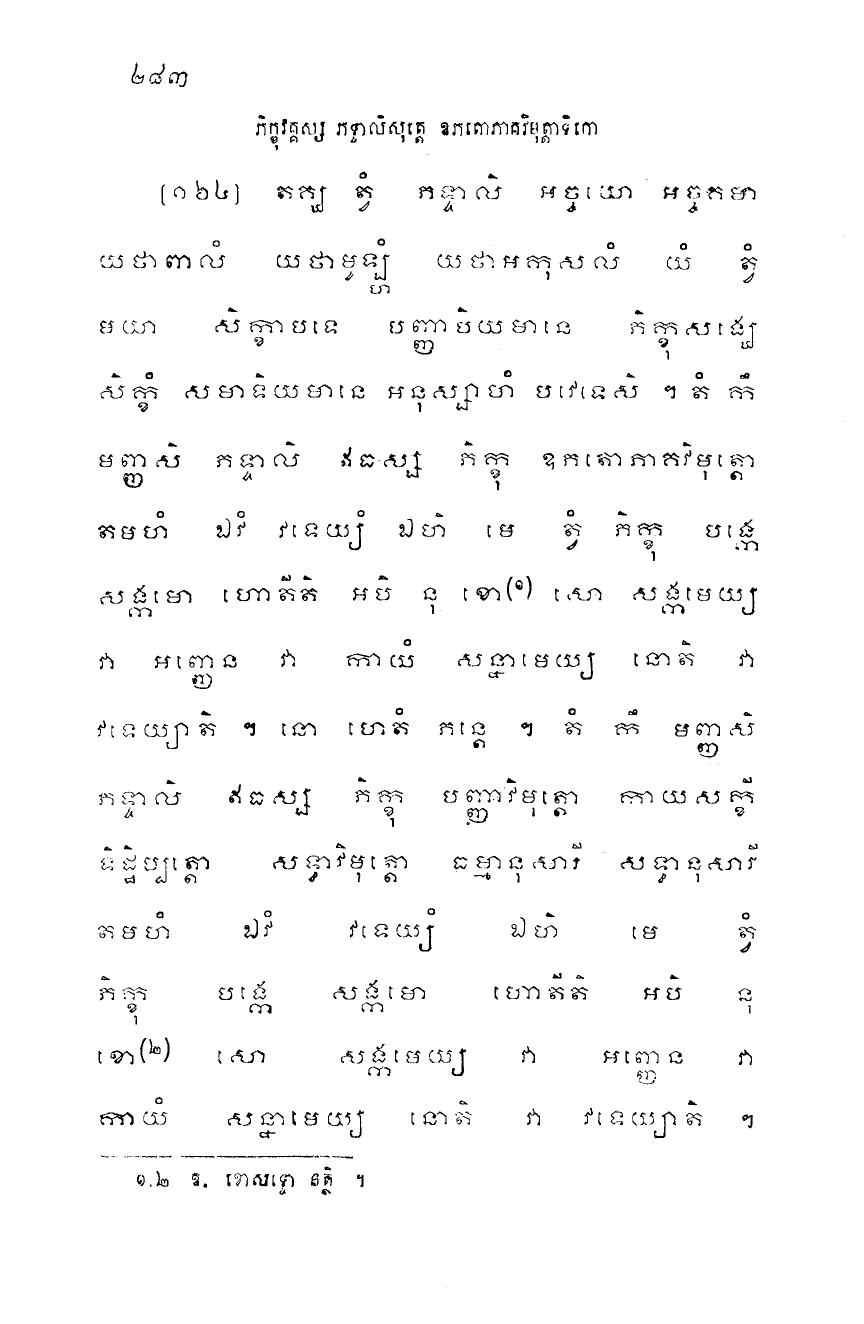 ២៨៣
ភិក្ខុវគ្គស្ស ភទ្ទាលិសុត្តេ ឧភតោភាគវិមុត្តាទិកោ
[១៦៤] តគ្ឃ ត្វំ ភទ្ទាលិ អច្ចយោ អច្ចគមា
យថាពាលំ យថាមូឡ្ហំ យថាអកុសលំ យំ ត្វំ
មយា សិក្ខាបទេ បញ្ញាបិយមានេ ភិក្ខុសង្ឃេ
សិក្ខំ សមាទិយមានេ អនុស្សាហំ បវេទេសិ ។ តំ កឹ
មញ្ញសិ ភទ្ទាលិ ឥធស្ស ភិក្ខុ ឧភតោភាគវិមុត្តោ
តមហំ ឯវំ វទេយ្យំ ឯហិ មេ ត្វំ ភិក្ខុ បង្កេ
សង្កមោ ហោតីតិ អបិ នុ ខោ(១) សោ សង្កមេយ្យ
វា អញ្ញេន វា កាយំ សន្នាមេយ្យ នោតិ វា
វទេយ្យាតិ ។ នោ ហេតំ ភន្តេ ។ តំ កឹ មញ្ញសិ
ភទ្ទាលិ ឥធស្ស ភិក្ខុ បញ្ញាវិមុត្តោ កាយសក្ខី
ទិដ្ឋិប្បត្តោ សទ្ធាវិមុត្តោ ធម្មានុសារី សទ្ធានុសារី
តមហំ ឯវំ វទេយ្យំ ឯហិ មេ ត្វំ
ភិក្ខុ បង្កេ សង្កមោ ហោតីតិ អបិ នុ
ខោ(២) សោ សង្កមេយ្យ វា អញ្ញេន វា
កាយំ សន្នាមេយ្យ នោតិ វា វទេយ្យាតិ ។
១.២ ឱ. ខោសទ្ទោ នត្ថិ ។